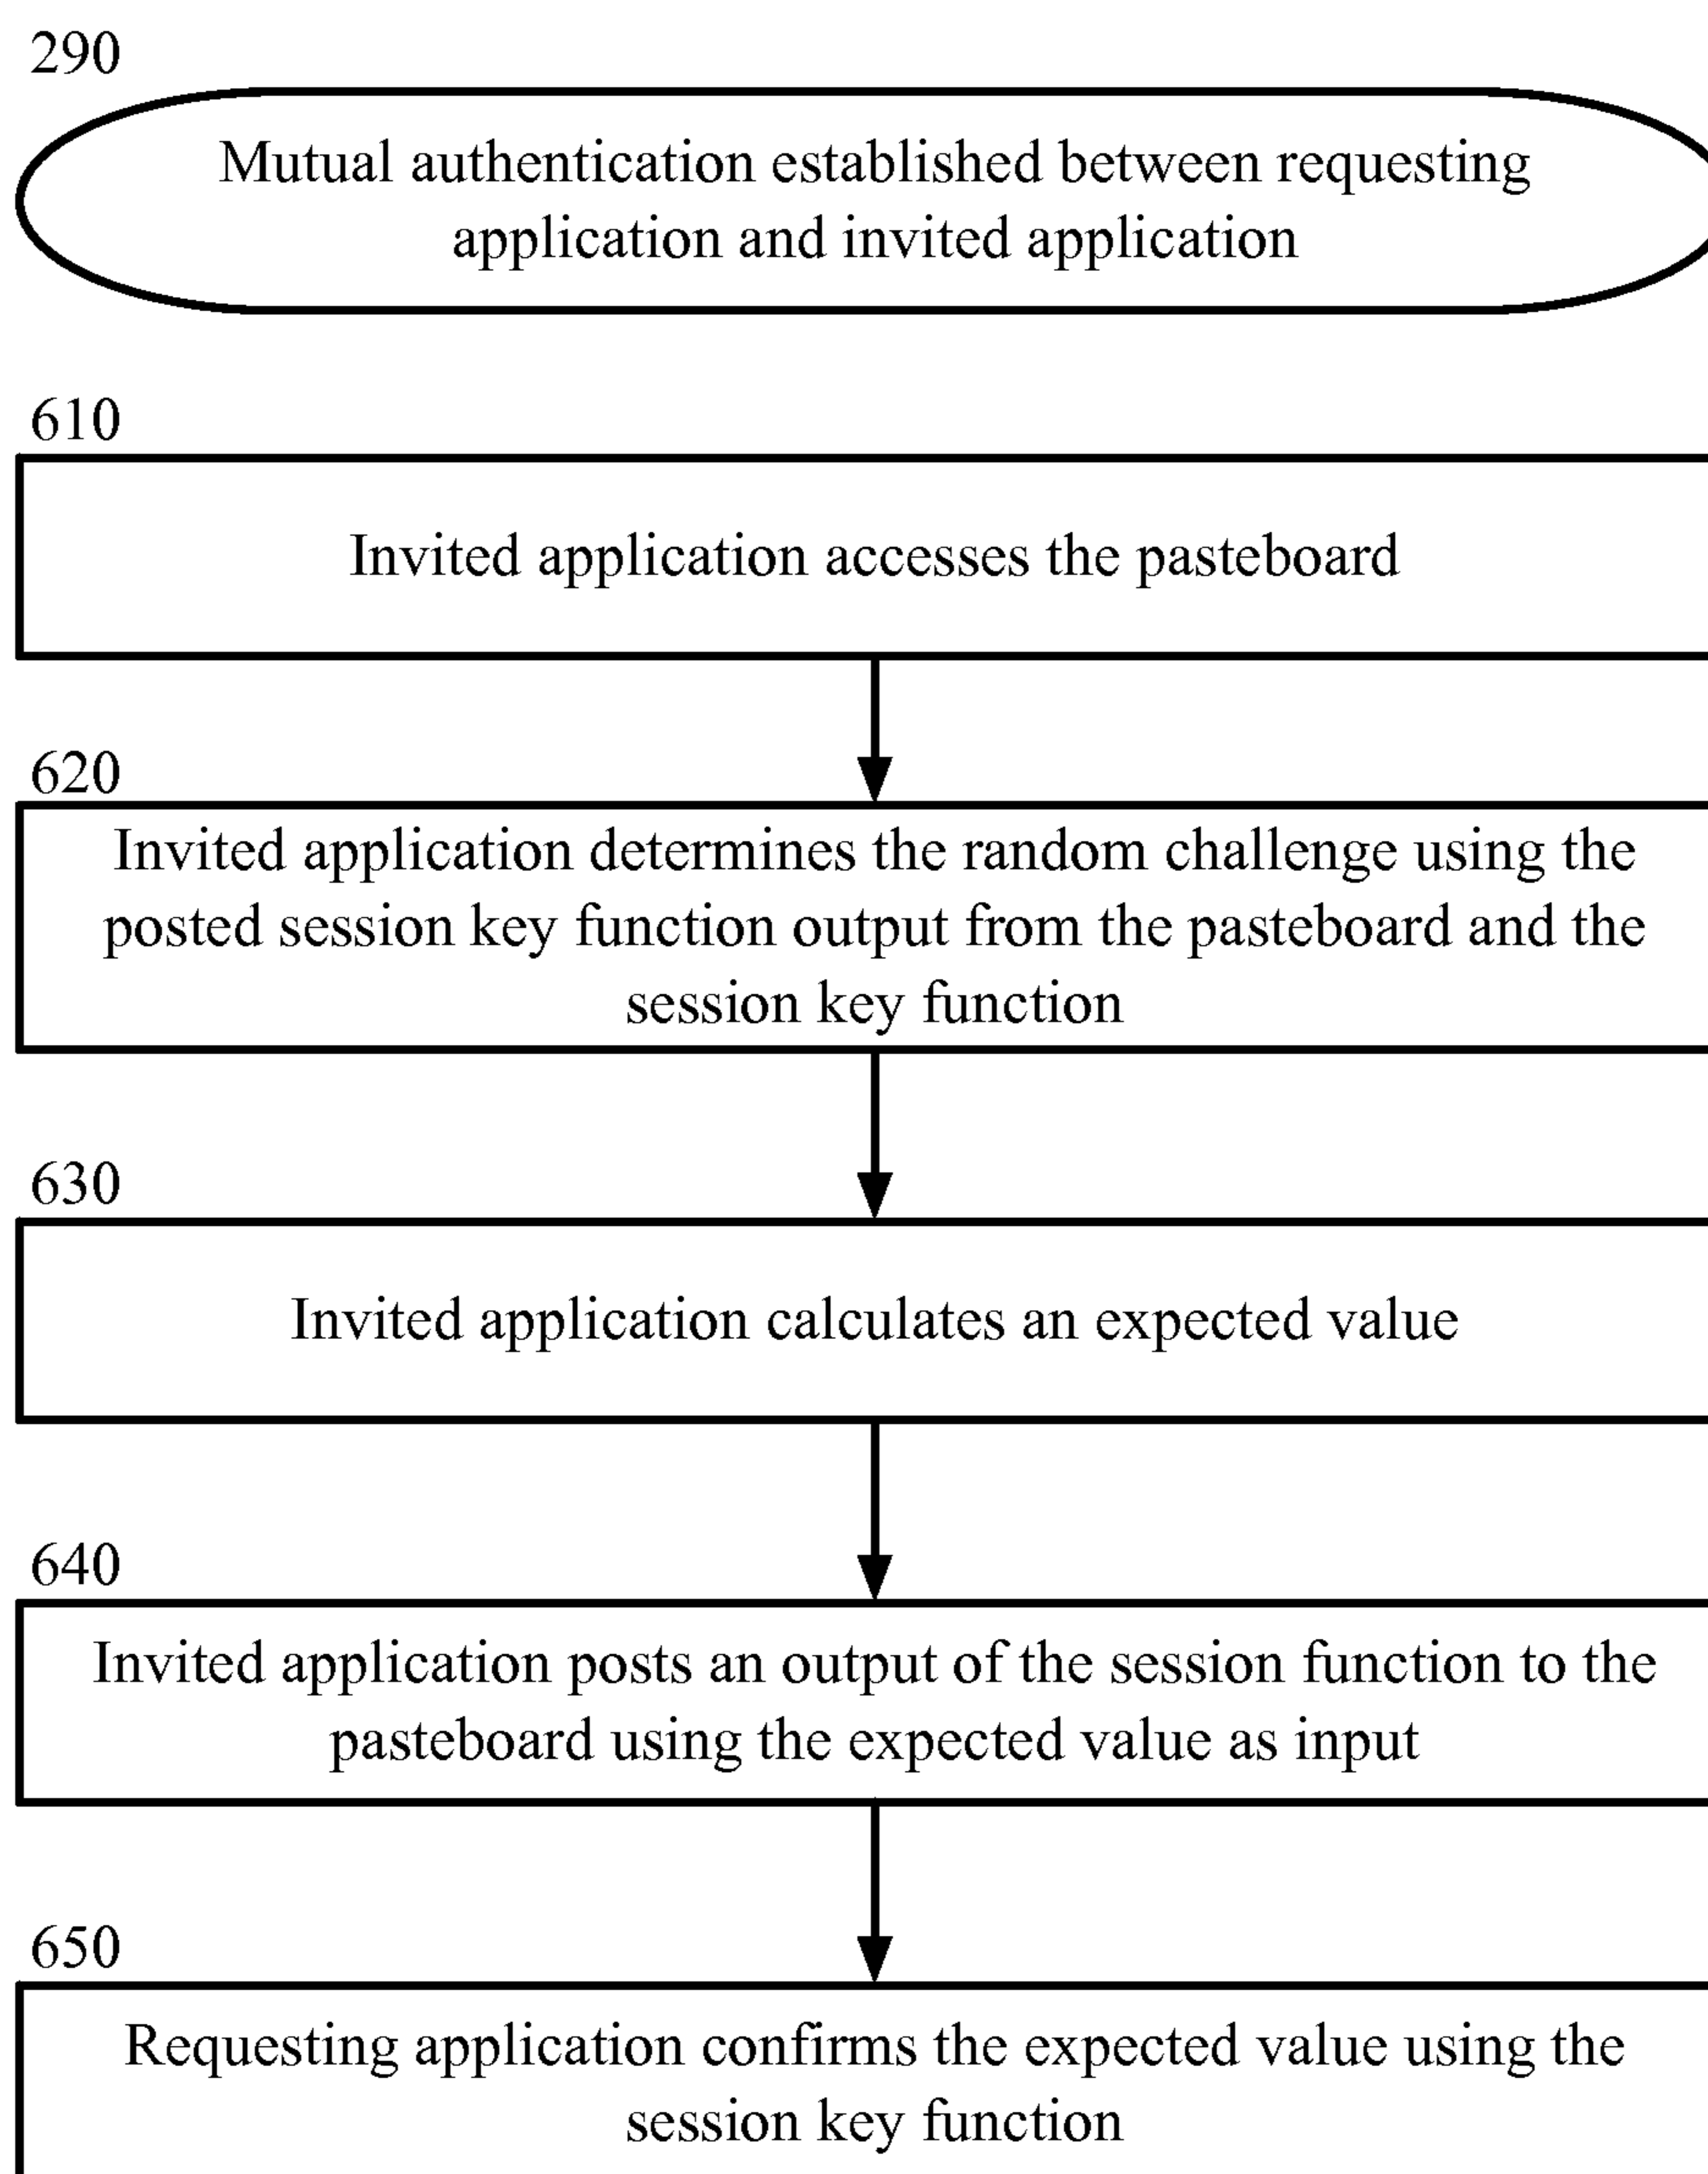 290
Mutual authentication established between requesting
application and invited application
610
Invited application accesses the pasteboard
620
Invited application determines the random challenge using the
posted session key function output from the pasteboard and the
session key function
630
Invited application calculates an expected value
640
Invited application posts an output of the session function to the
pasteboard using the expected value as input
650
Requesting application confirms the expected value using the
session key function